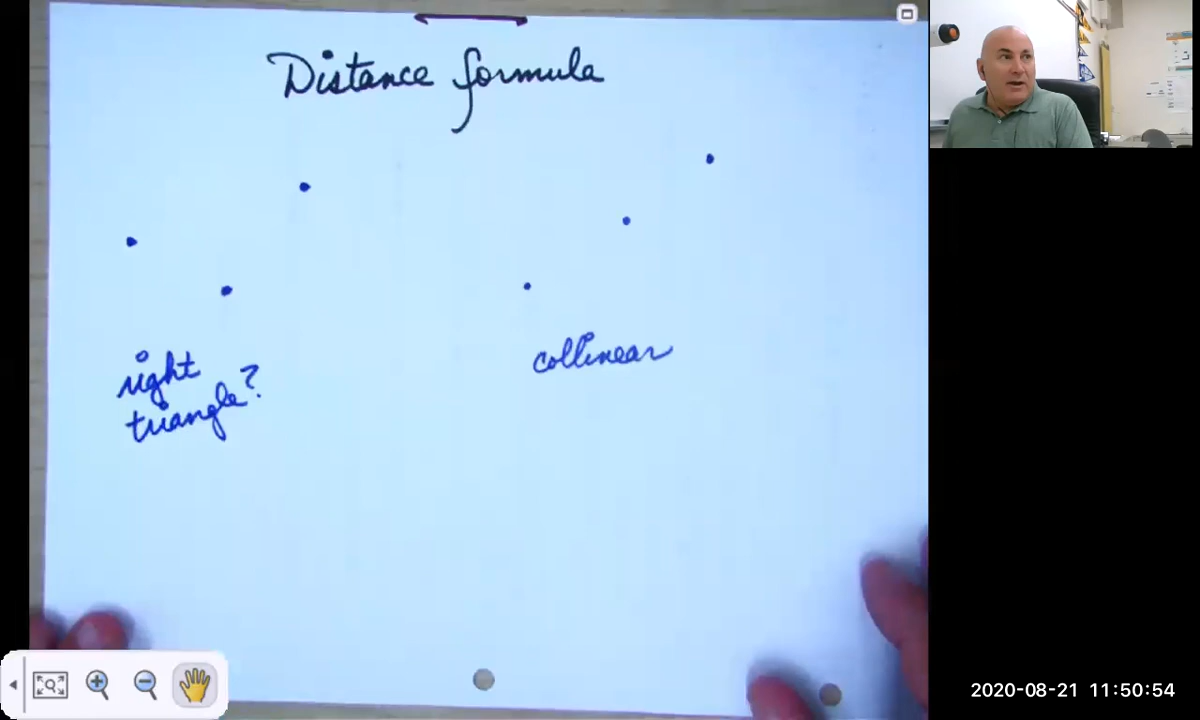 Distance formula
right
triangle?
collinear
2020-08-21 11:50:54